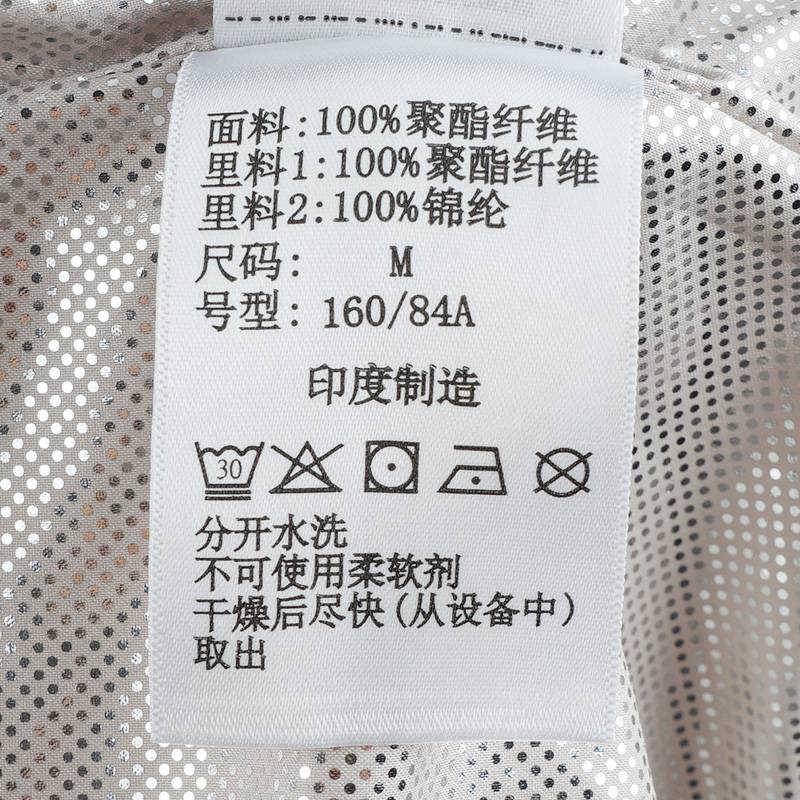 面料:100%聚酯纤维
里料1:100%聚酯纤维
里料2:100%锦纶
尺码: M
号型: 160/84A
印度制造
30
分开水洗
不可使用柔软剂
干燥后尽快(从设备中)
取出